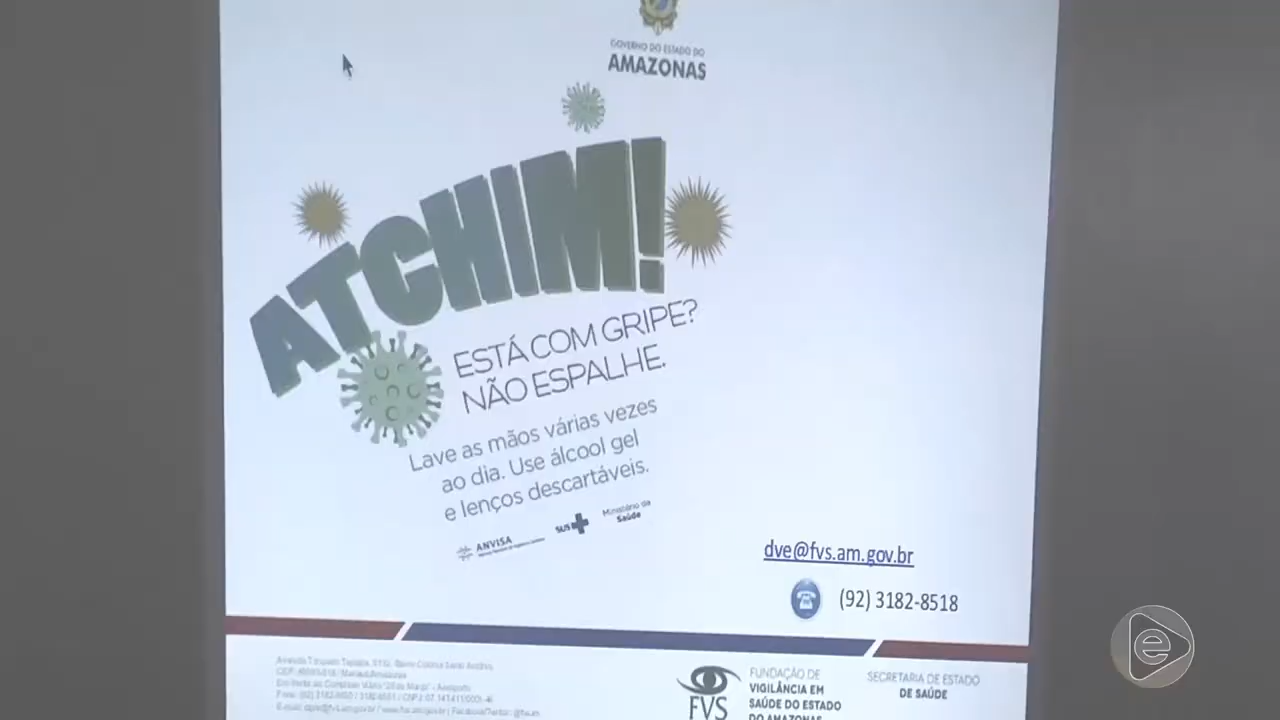 GOVERNO DO ESTADO DO
AMAZONAS
ATCHIM!
ESTÁ COM GRIPE?
NÃO ESPALHE.
Lave as mãos várias vezes
ao dia. Use álcool gel
e lenços descartáveis.
ANVISA
SUS
Ministério da
Saúde
dve@fvs.am.gov.br
(92) 3182-8518
FVS
FUNDAÇÃO DE
VIGILÂNCIA EM
SAÚDE DO ESTADO
DO AMAZONAS
SECRETARIA DE ESTADO
DE SAÚDE
e